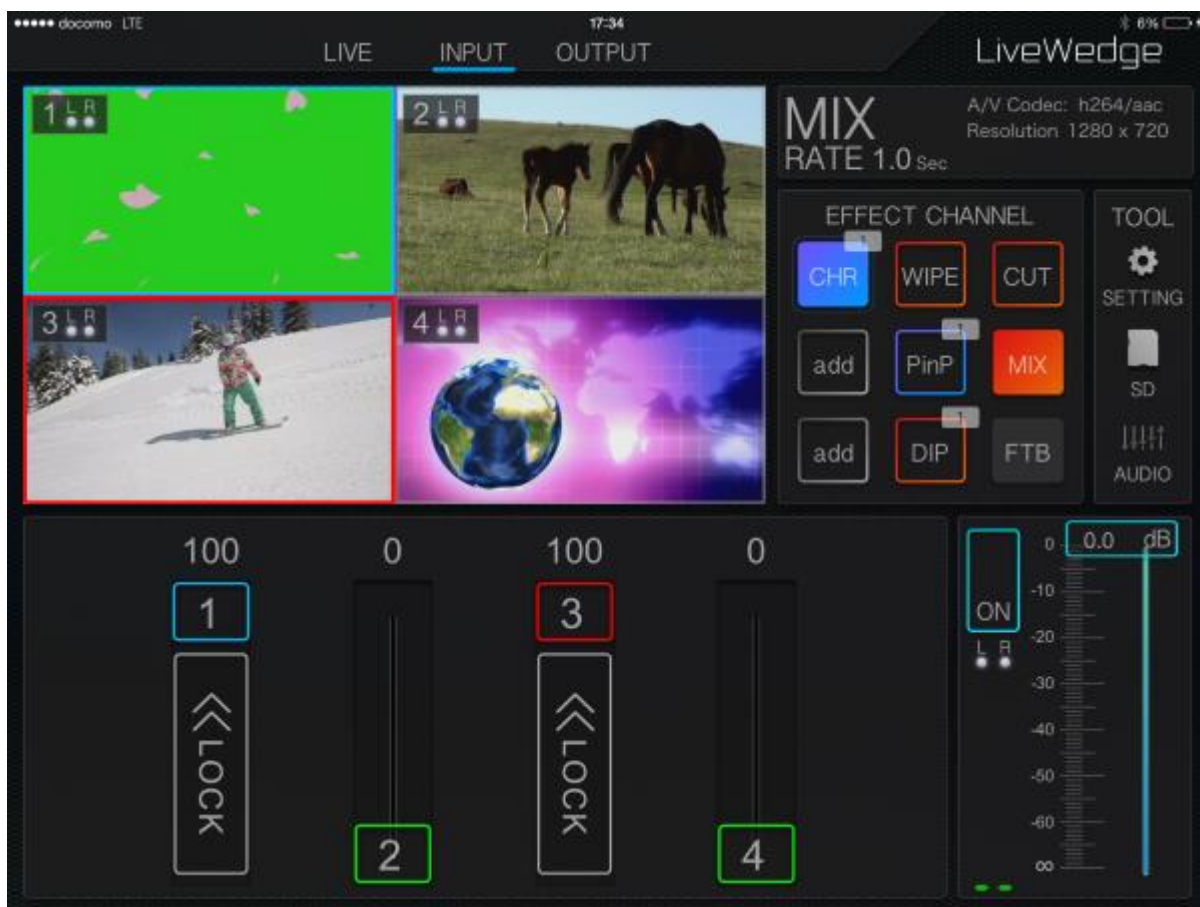 docomo LTE
17:34
6%
LIVE
INPUT
OUTPUT
LiveWedge
1 L R
2 L R
MIX
RATE 1.0 Sec
A/V Codec: h264/aac
Resolution 1280 x 720
EFFECT CHANNEL
TOOL
1
CHR
WIPE
CUT
SETTING
3 L R
4 L R
1
add
PinP
MIX
SD
1
add
DIP
FTB
AUDIO
100
0
100
0
1
3
<<LOCK
<<LOCK
2
4
ON
L R
0.0 dB
0
-10
-20
-30
-40
-50
-60
∞